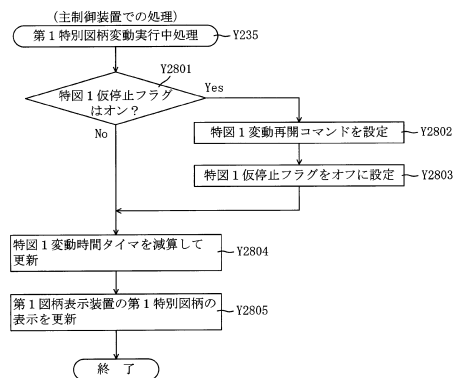 (主制御装置での処理)
第1特別図柄変動実行中処理
Y235
Y2801
特図1仮停止フラグ
はオン?
Yes
No
特図1変動再開コマンドを設定
Y2802
特図1仮停止フラグをオフに設定
Y2803
特図1変動時間タイマを減算して
更新
Y2804
第1図柄表示装置の第1特別図柄の
表示を更新
Y2805
終 了